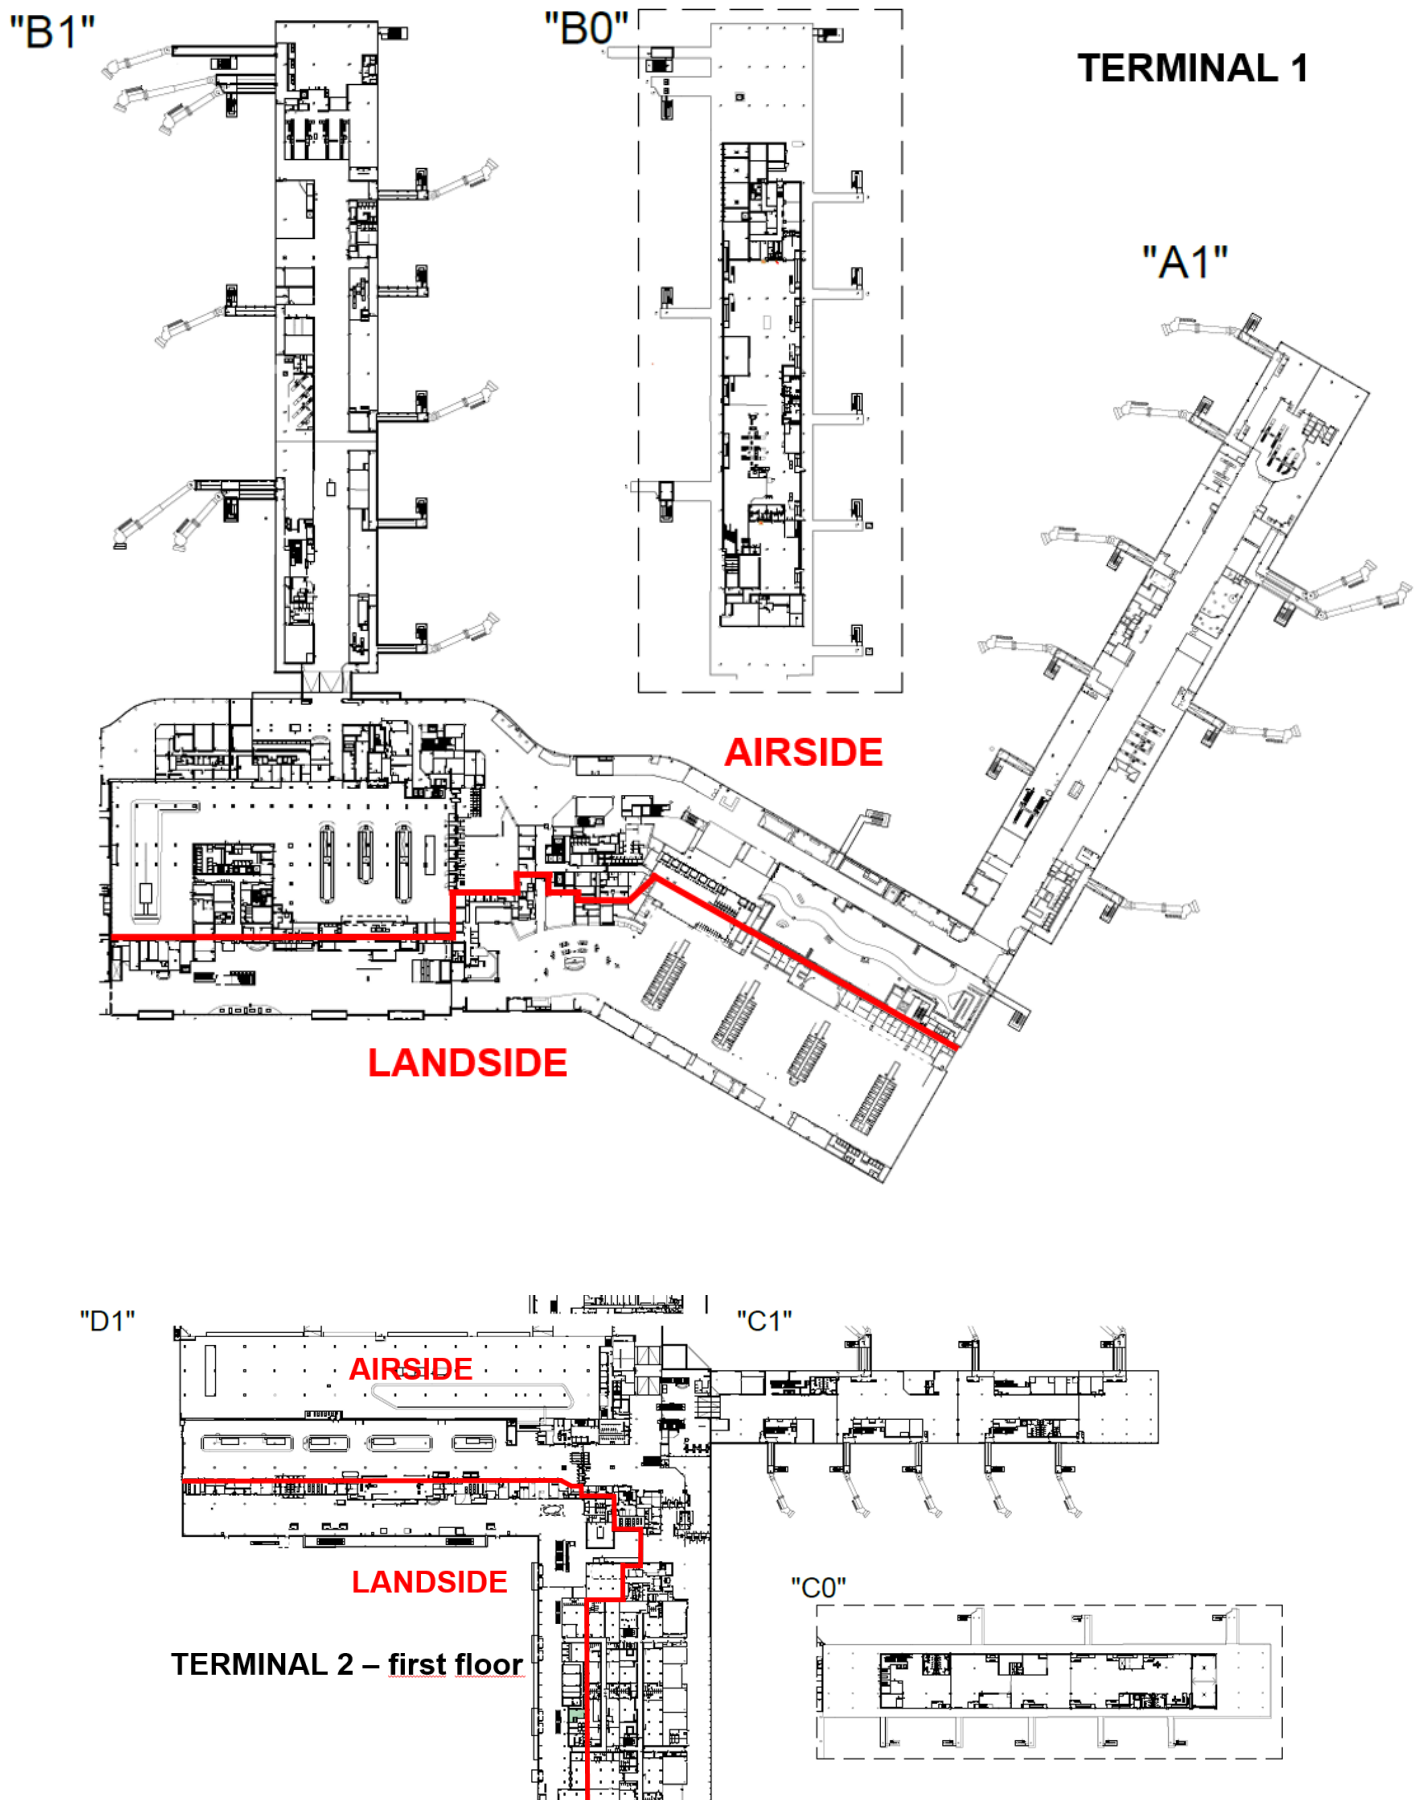 "B1"
"B0"
TERMINAL 1
"A1"
AIRSIDE
LANDSIDE
"D1"
"C1"
AIRSIDE
LANDSIDE
"C0"
TERMINAL 2 – first floor